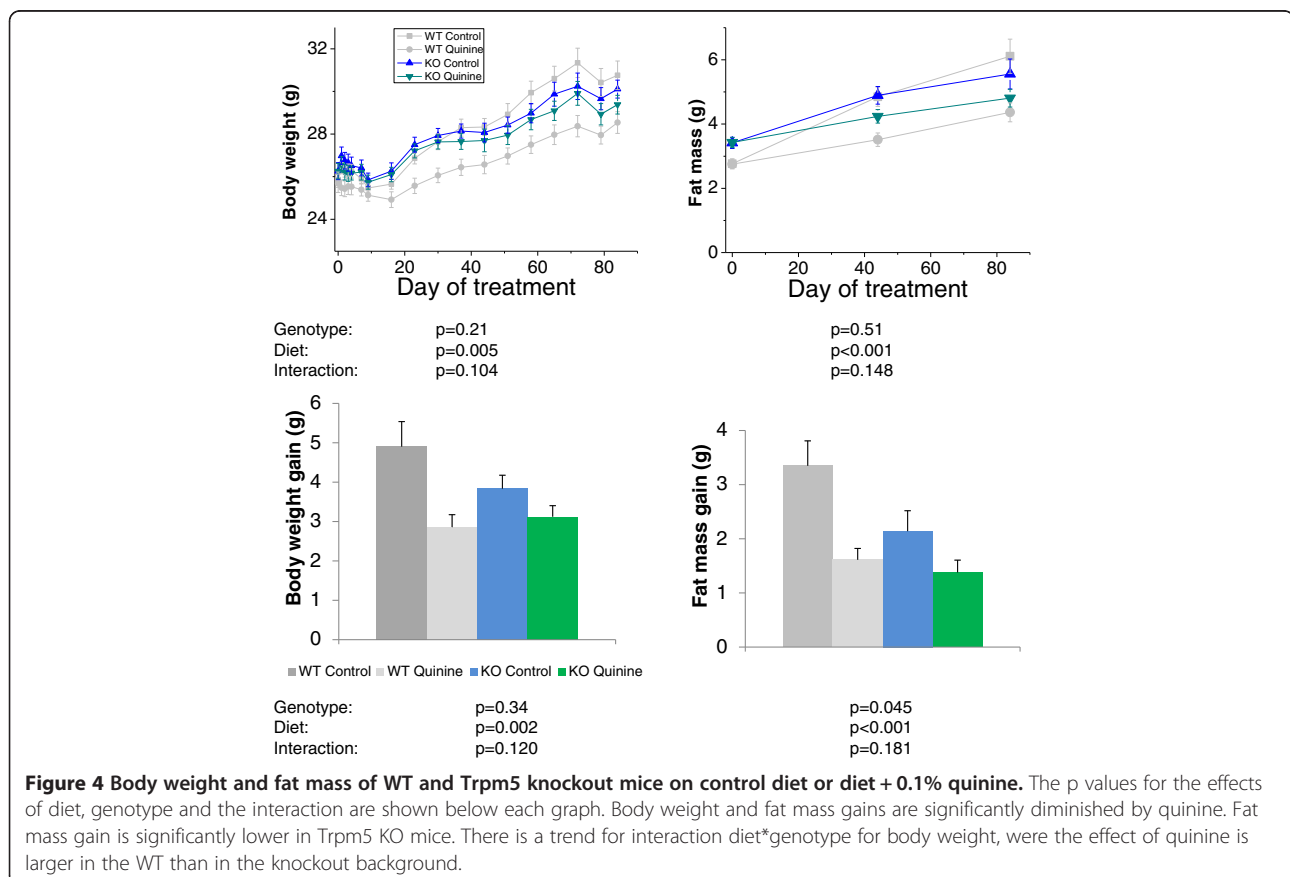 WT Control
WT Quinine
KO Control
KO Quinine
32
28
24
Body weight (g)
0 20 40 60 80
Day of treatment
6
4
2
0
Fat mass (g)
0 20 40 60 80
Day of treatment
Genotype: p=0.21 p=0.51
Diet: p=0.005 p<0.001
Interaction: p=0.104 p=0.148
6
5
4
3
2
1
0
Body weight gain (g)
4
3
2
1
0
Fat mass gain (g)
WT Control WT Quinine KO Control KO Quinine
Genotype: p=0.34 p=0.045
Diet: p=0.002 p<0.001
Interaction: p=0.120 p=0.181
Figure 4 Body weight and fat mass of WT and Trpm5 knockout mice on control diet or diet + 0.1% quinine. The p values for the effects
of diet, genotype and the interaction are shown below each graph. Body weight and fat mass gains are significantly diminished by quinine. Fat
mass gain is significantly lower in Trpm5 KO mice. There is a trend for interaction diet*genotype for body weight, were the effect of quinine is
larger in the WT than in the knockout background.